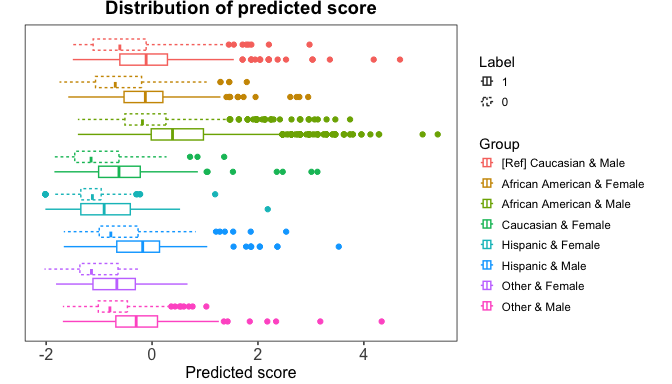 Distribution of predicted score
Label
1
0
Group
[Ref] Caucasian & Male
African American & Female
African American & Male
Caucasian & Female
Hispanic & Female
Hispanic & Male
Other & Female
Other & Male
-2 0 2 4
Predicted score